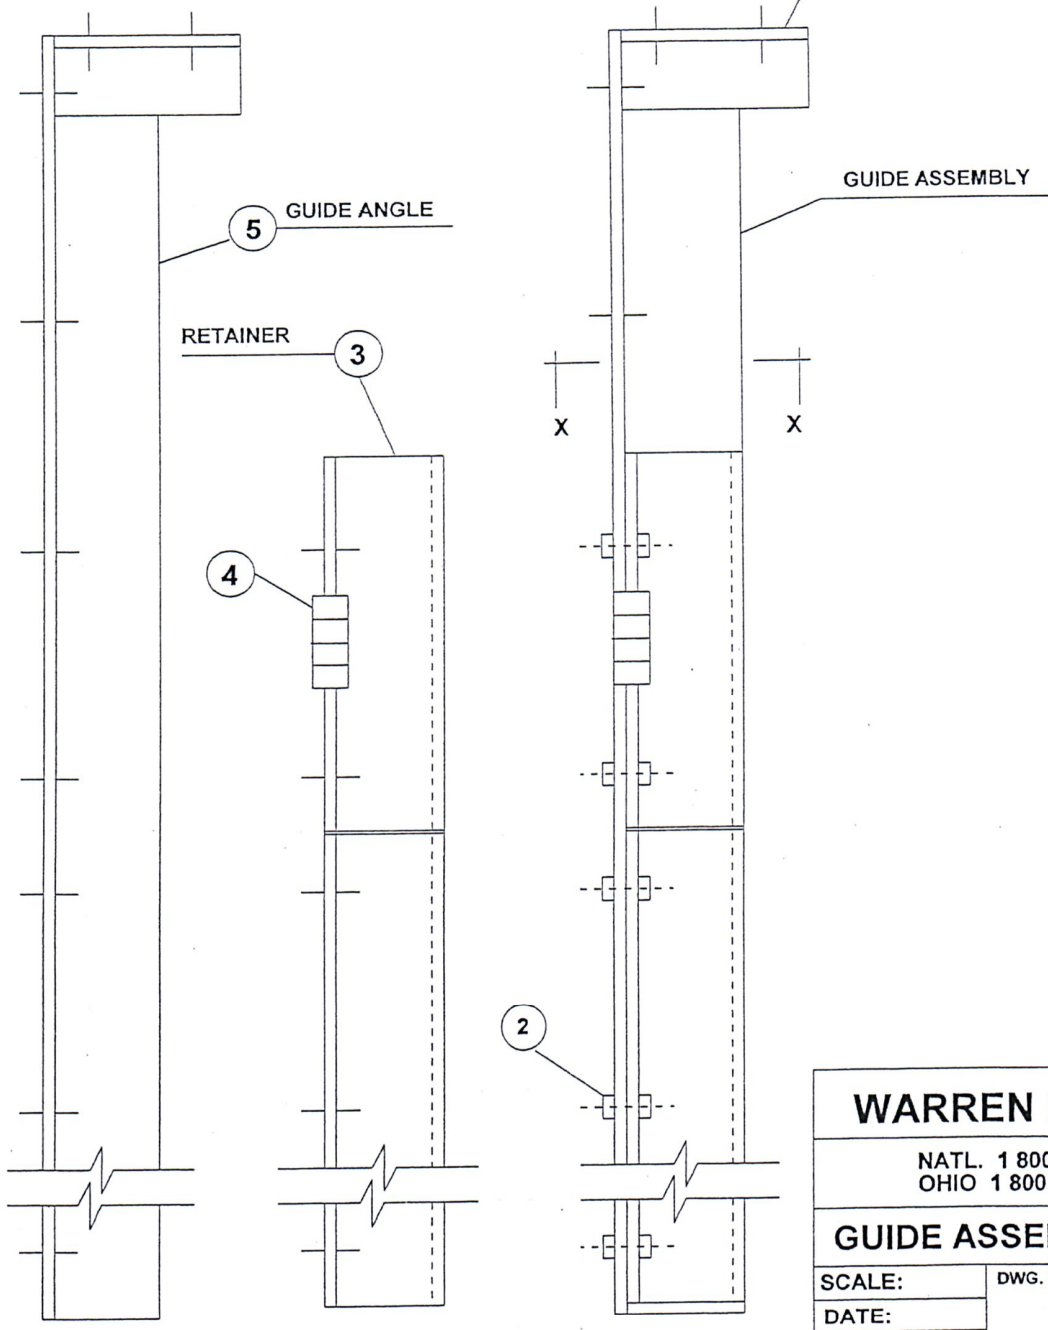 GUIDE ASSEMBLY
5 GUIDE ANGLE
RETAINER 3
X X
4
2
WARREN
NATL. 1 800
OHIO 1 800
GUIDE ASSE
SCALE:
DWG.
DATE: